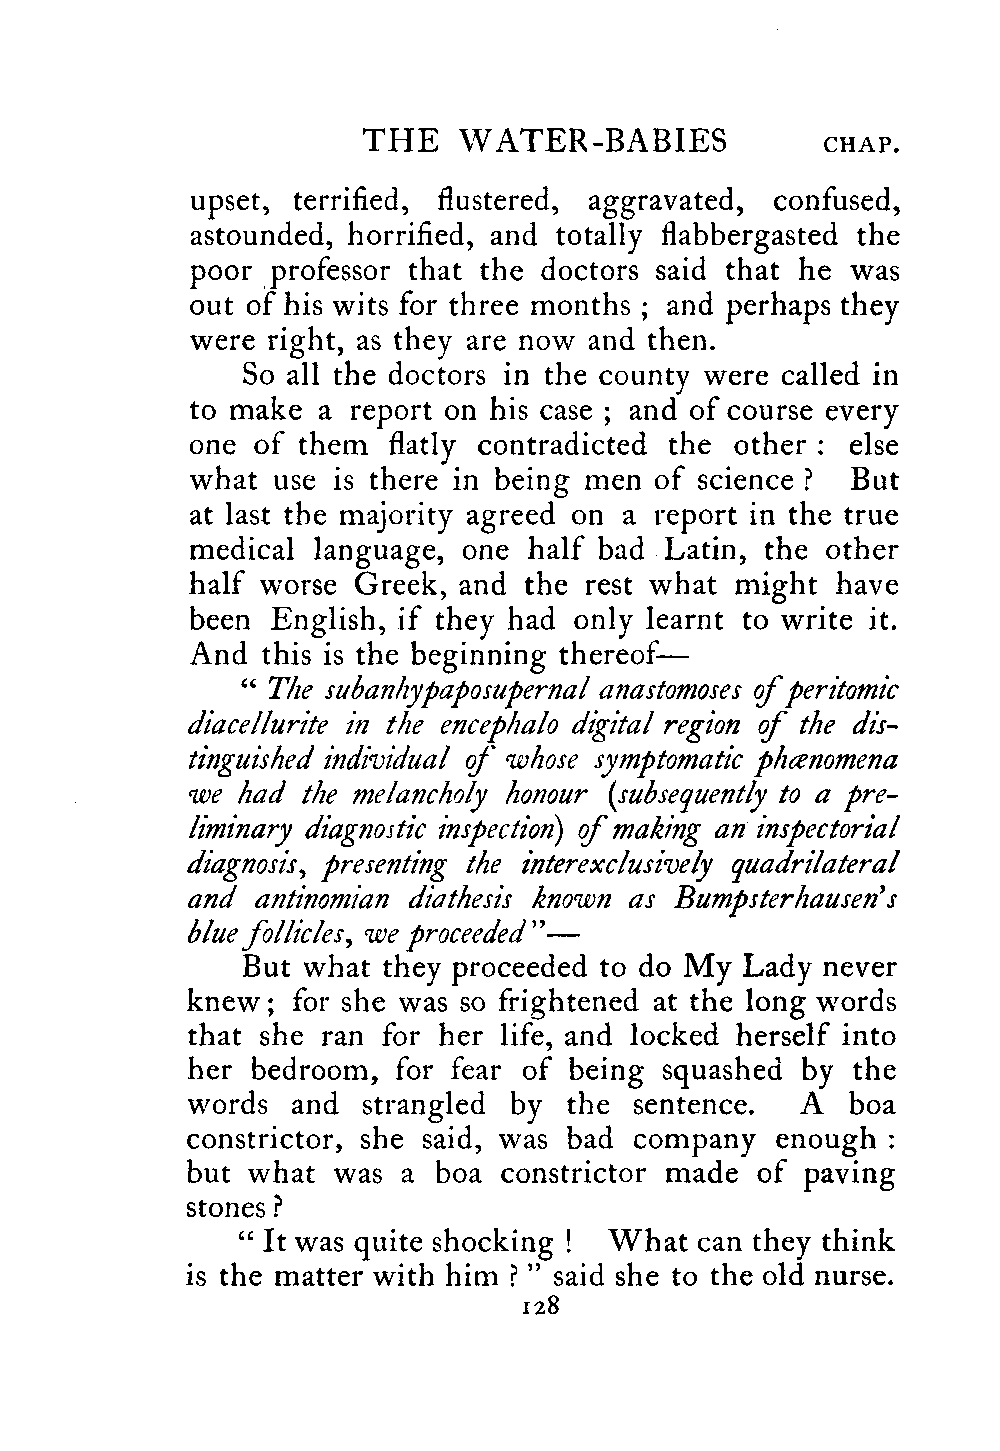 THE WATER-BABIES CHAP.
upset, terrified, flustered, aggravated, confused,
astounded, horrified, and totally flabbergasted the
poor professor that the doctors said that he was
out of his wits for three months ; and perhaps they
were right, as they are now and then.
So all the doctors in the county were called in
to make a report on his case ; and of course every
one of them flatly contradicted the other : else
what use is there in being men of science ? But
at last the majority agreed on a report in the true
medical language, one half bad Latin, the other
half worse Greek, and the rest what might have
been English, if they had only learnt to write it.
And this is the beginning thereof—
“ The subanhypaposupernal anastomoses of peritomic
diacellurite in the encephalo digital region of the dis-
tinguished individual of whose symptomatic phœnomena
we had the melancholy honour (subsequently to a pre-
liminary diagnostic inspection) of making an inspectorial
diagnosis, presenting the interexclusively quadrilateral
and antinomian diathesis known as Bumpsterhausen's
blue follicles, we proceeded”—
But what they proceeded to do My Lady never
knew ; for she was so frightened at the long words
that she ran for her life, and locked herself into
her bedroom, for fear of being squashed by the
words and strangled by the sentence. A boa
constrictor, she said, was bad company enough :
but what was a boa constrictor made of paving
stones ?
“ It was quite shocking ! What can they think
is the matter with him ? ” said she to the old nurse.
128